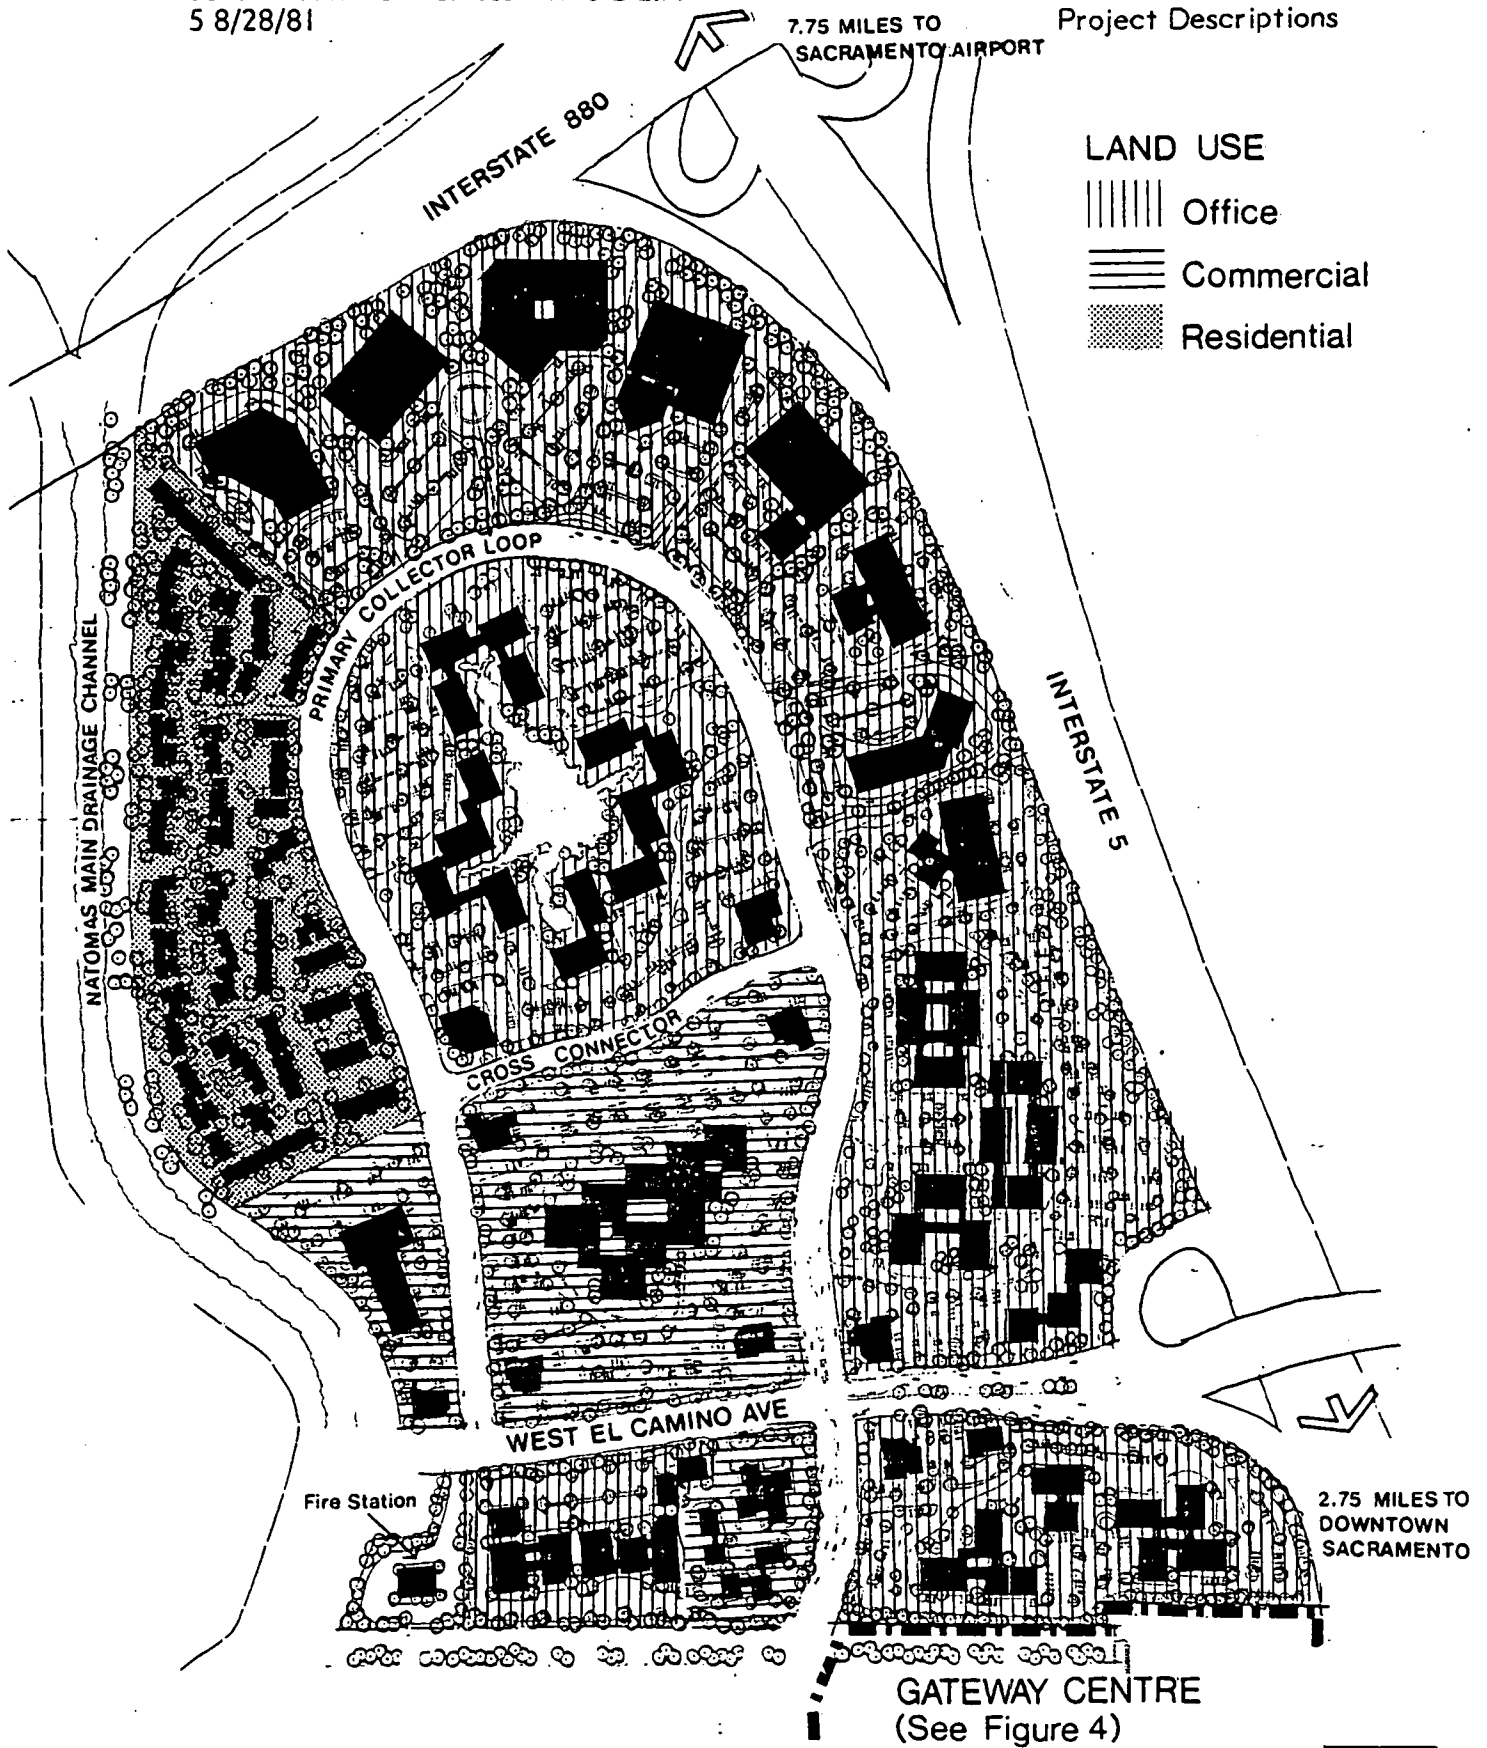 5 8/28/81
Project Descriptions
7.75 MILES TO
SACRAMENTO AIRPORT
INTERSTATE 880
LAND USE
Office
Commercial
Residential
PRIMARY COLLECTOR LOOP
NATOMAS MAIN DRAINAGE CHANNEL
INTERSTATE 5
CROSS CONNECTOR
WEST EL CAMINO AVE
Fire Station
2.75 MILES TO
DOWNTOWN
SACRAMENTO
GATEWAY CENTRE
(See Figure 4)